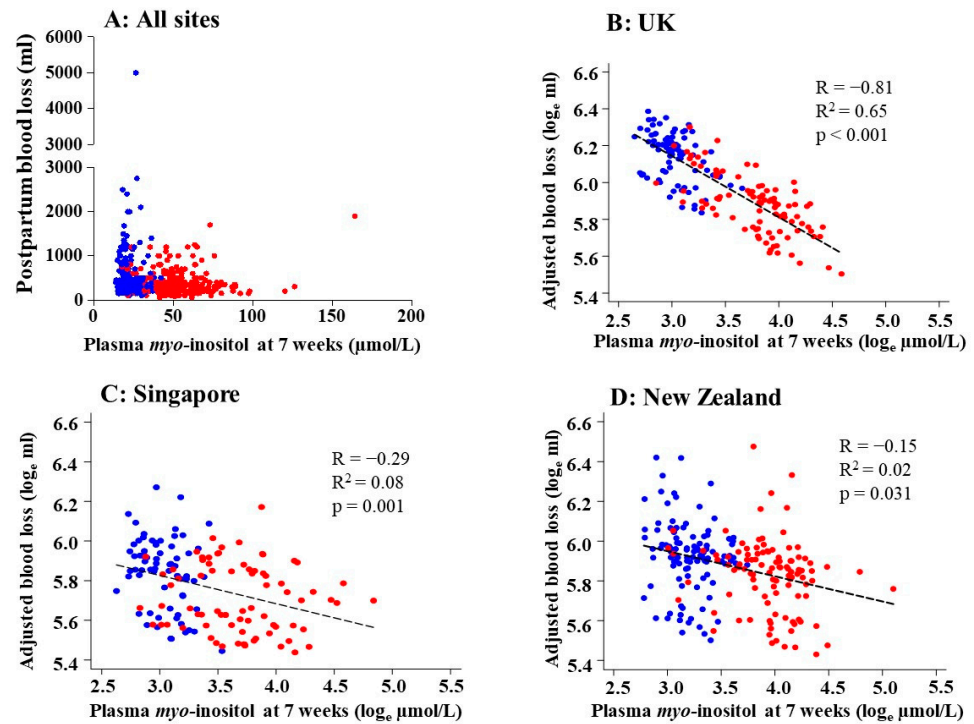 A: All sites
Postpartum blood loss (ml)
6000
5000
4000
3000
3000
2000
1000
0
0 50 100 150 200
Plasma myo-inositol at 7 weeks (µmol/L)
B: UK
Adjusted blood loss (logₑ ml)
6.6
6.4
6.2
6.0
5.8
5.6
5.4
R = −0.81
R² = 0.65
p < 0.001
2.5 3.0 3.5 4.0 4.5 5.0 5.5
Plasma myo-inositol at 7 weeks (logₑ µmol/L)
C: Singapore
Adjusted blood loss (logₑ ml)
6.6
6.4
6.2
6.0
5.8
5.6
5.4
R = −0.29
R² = 0.08
p = 0.001
2.5 3.0 3.5 4.0 4.5 5.0 5.5
Plasma myo-inositol at 7 weeks (logₑ µmol/L)
D: New Zealand
Adjusted blood loss (logₑ ml)
6.6
6.4
6.2
6.0
5.8
5.6
5.4
R = −0.15
R² = 0.02
p = 0.031
2.5 3.0 3.5 4.0 4.5 5.0 5.5
Plasma myo-inositol at 7 weeks (logₑ µmol/L)